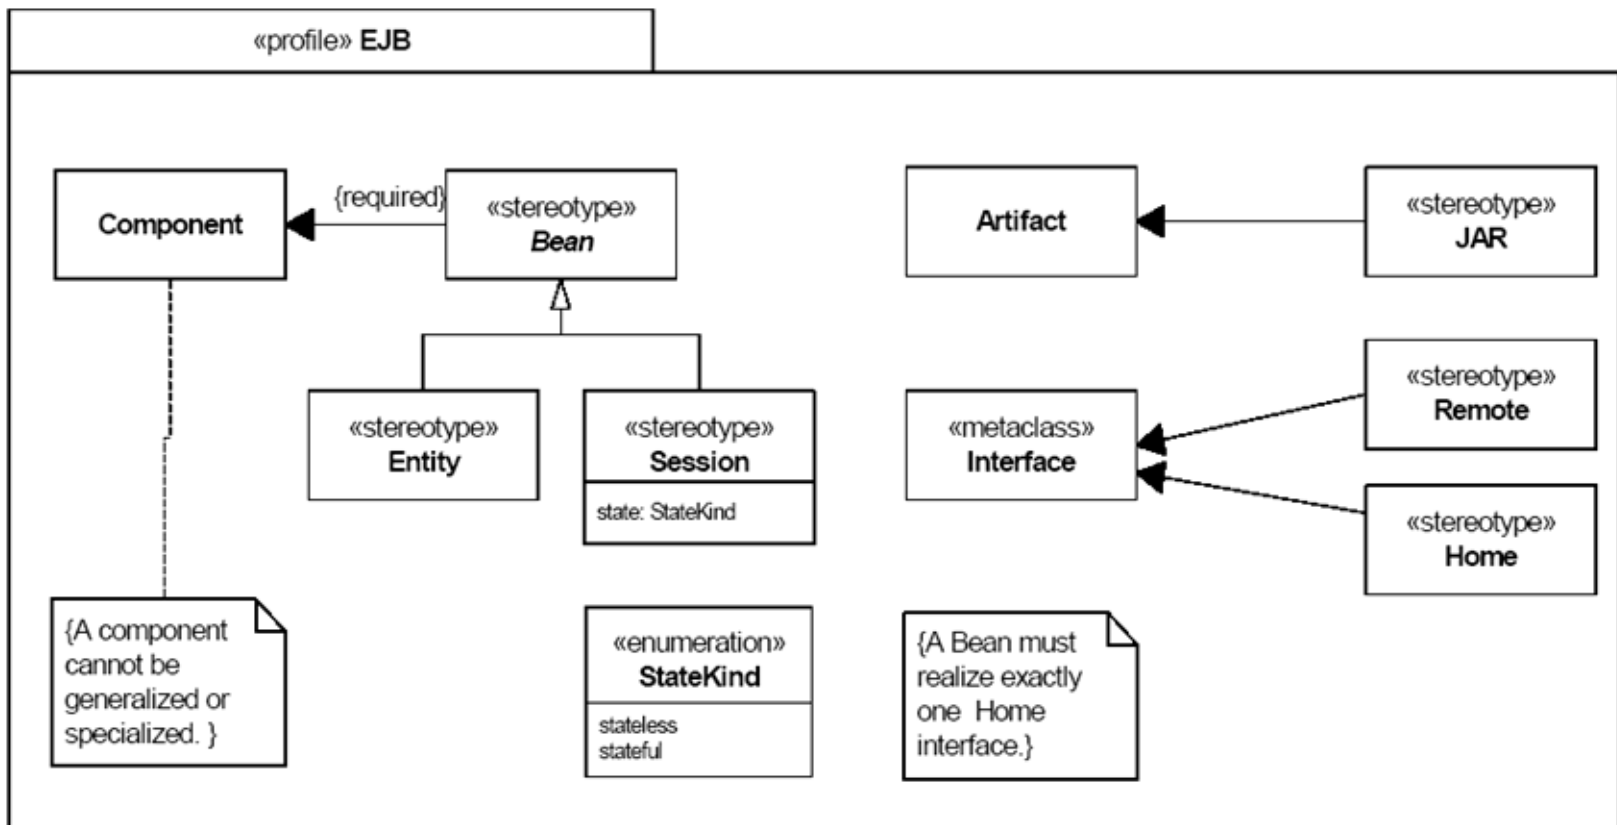 «profile» EJB
Component
{required}
«stereotype»
Bean
Artifact
«stereotype»
JAR
«stereotype»
Entity
«stereotype»
Session
state: StateKind
«metaclass»
Interface
«stereotype»
Remote
«stereotype»
Home
{A component
cannot be
generalized or
specialized. }
«enumeration»
StateKind
stateless
stateful
{A Bean must
realize exactly
one Home
interface.}